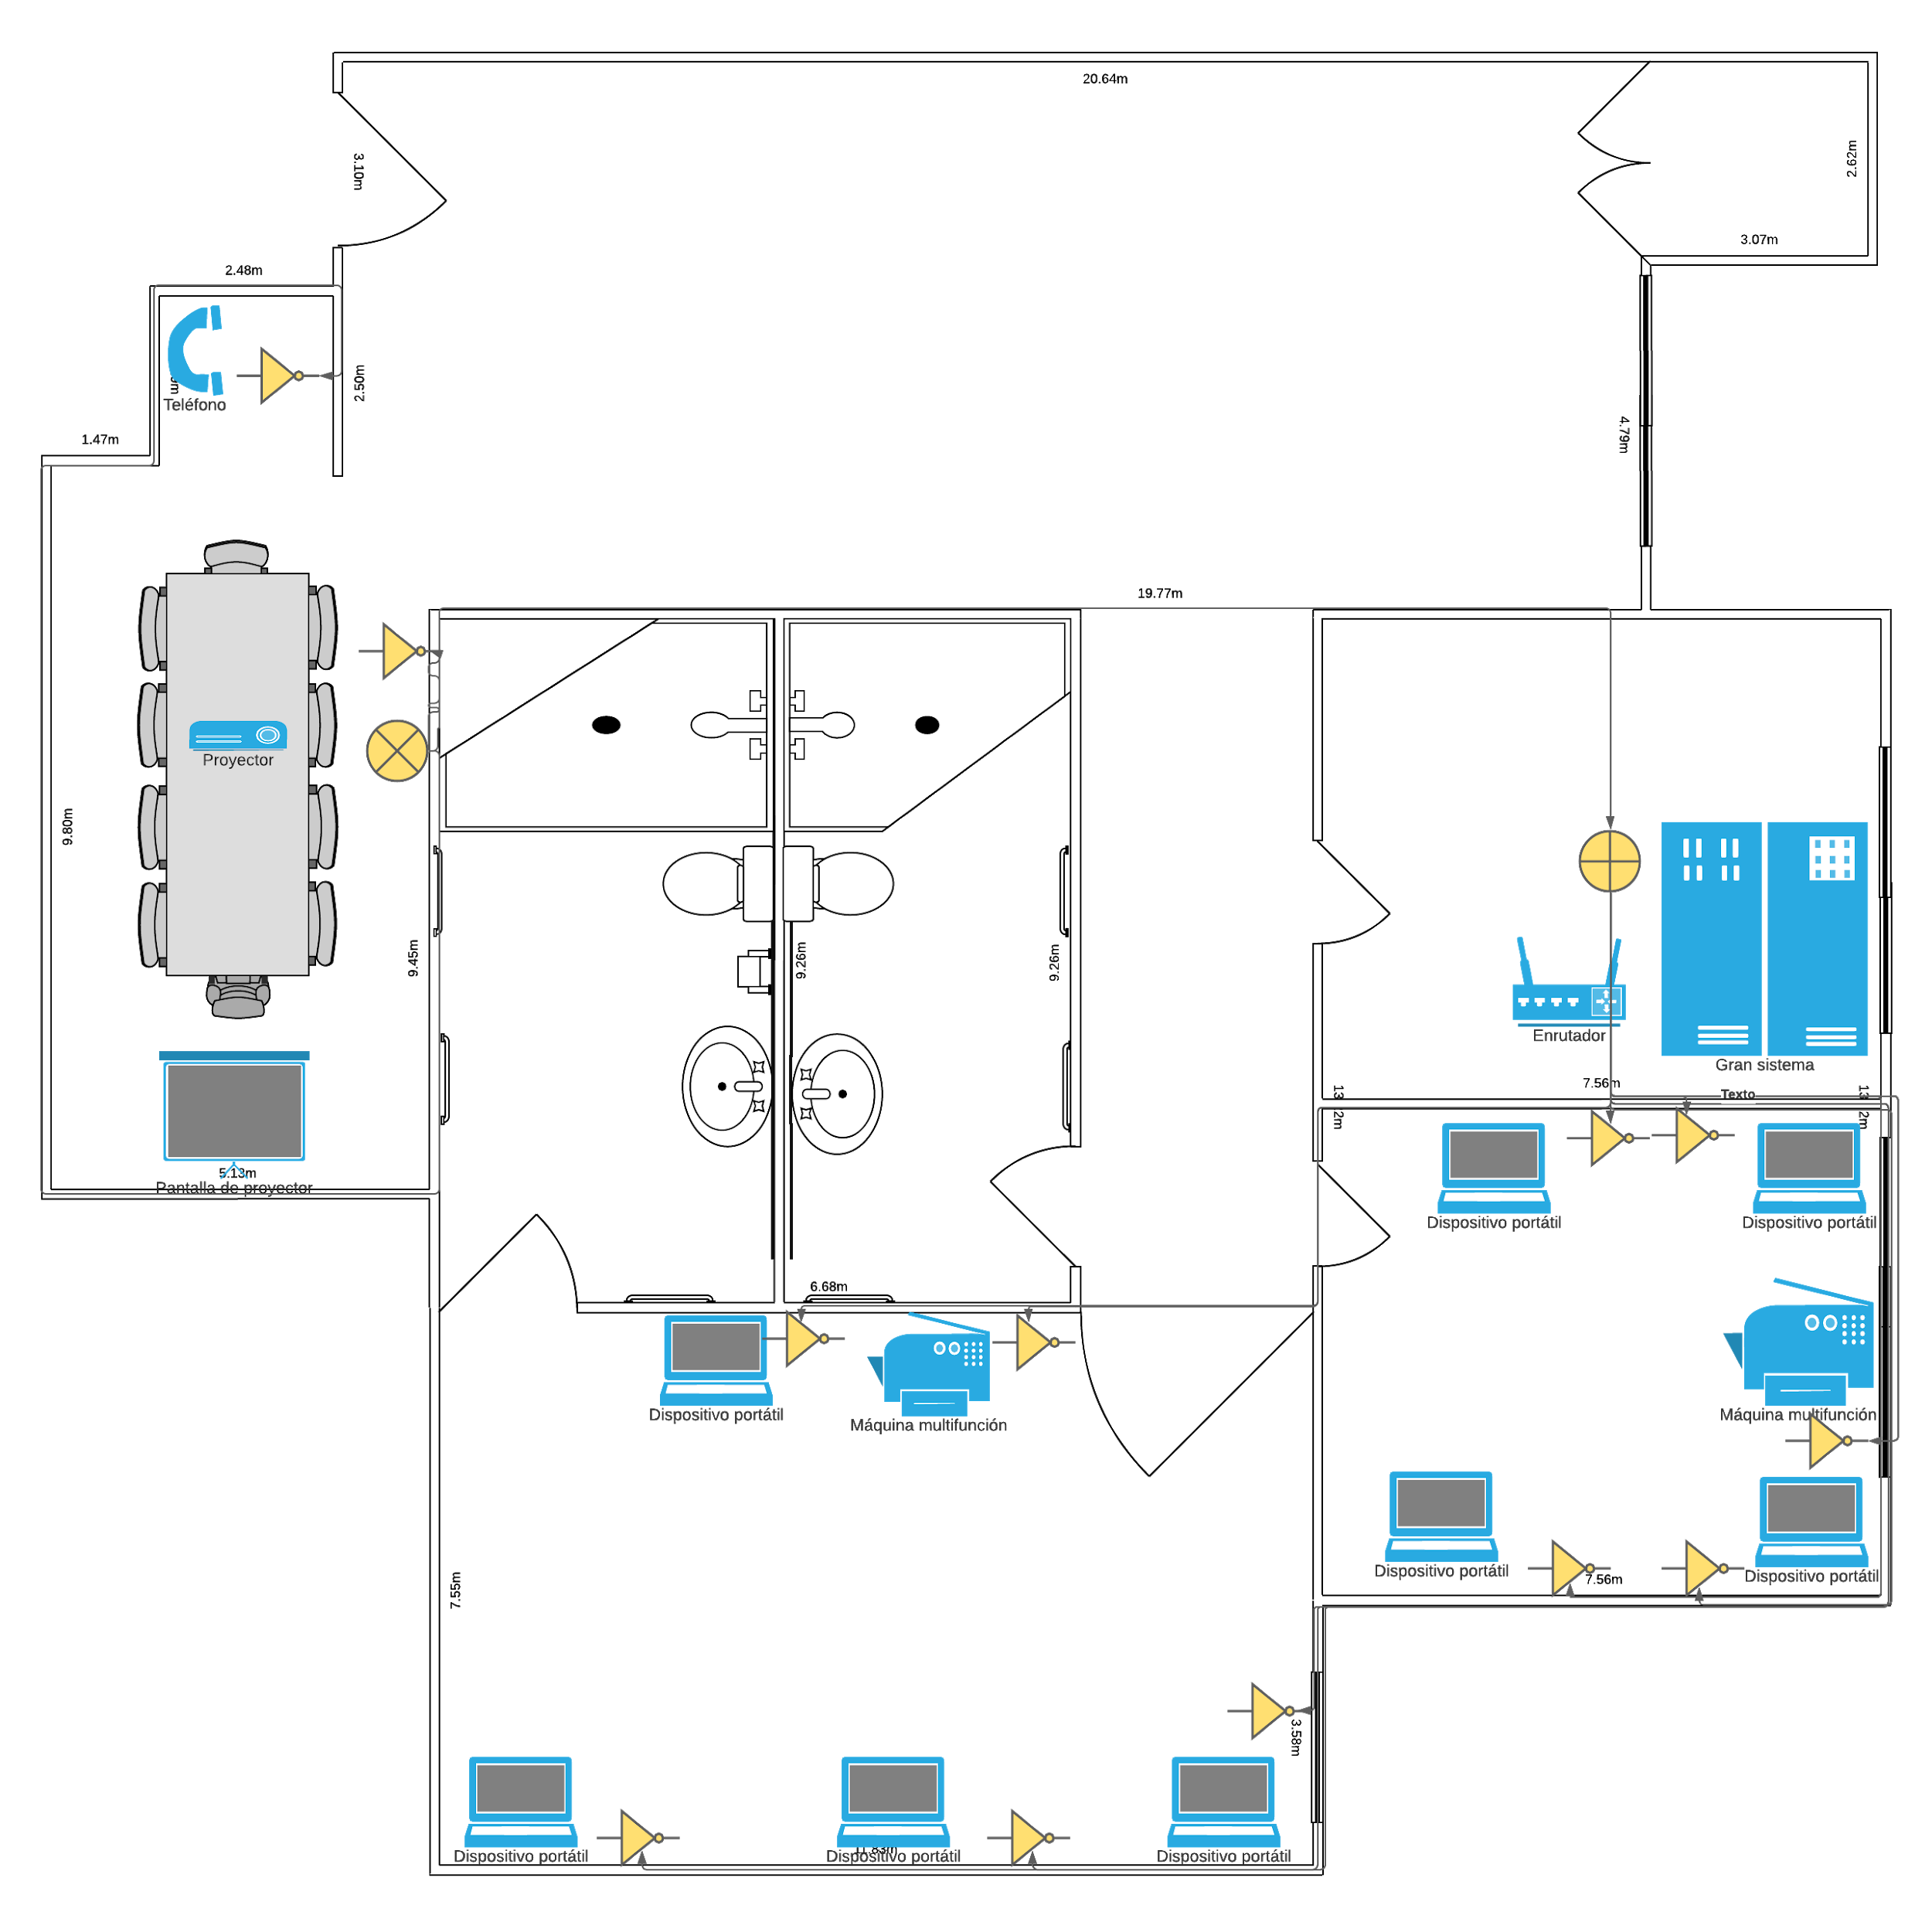 20.64m
3.10m
2.62m
3.07m
2.48m
2.50m
Teléfono
1.47m
4.79m
19.77m
Proyector
9.80m
9.45m
9.26m
9.26m
Enrutador
Gran sistema
7.56m
Texto
5.13m
Pantalla de proyector
Dispositivo portátil
Dispositivo portátil
6.68m
Dispositivo portátil
Máquina multifunción
Máquina multifunción
Dispositivo portátil
7.56m
Dispositivo portátil
7.55m
3.58m
Dispositivo portátil
11.83m
Dispositivo portátil
Dispositivo portátil